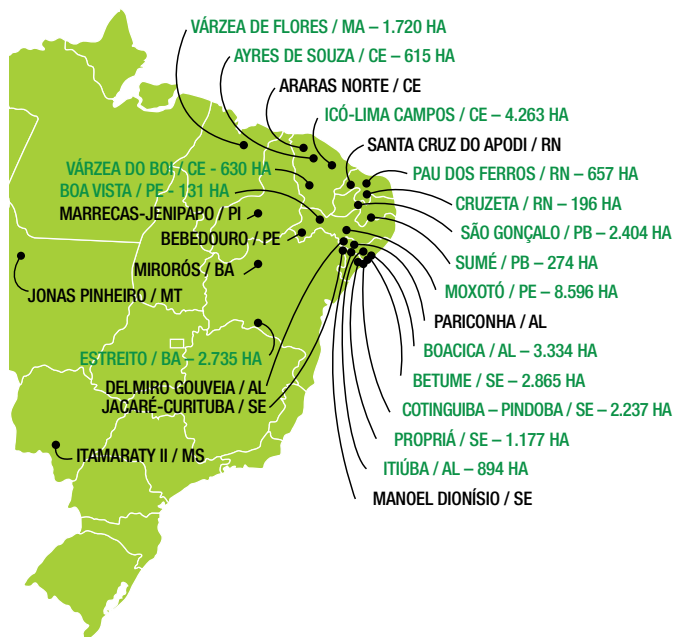 VÁRZEA DE FLORES / MA – 1.720 HA
AYRES DE SOUZA / CE – 615 HA
ARARAS NORTE / CE
ICÓ-LIMA CAMPOS / CE – 4.263 HA
SANTA CRUZ DO APODI / RN
VÁRZEA DO BOI / CE - 630 HA
PAU DOS FERROS / RN – 657 HA
BOA VISTA / PE - 131 HA
CRUZETA / RN – 196 HA
MARRECAS-JENIPAPO / PI
SÃO GONÇALO / PB – 2.404 HA
BEBEDOURO / PE
SUMÉ / PB – 274 HA
MIRORÓS / BA
MOXOTÓ / PE – 8.596 HA
JONAS PINHEIRO / MT
PARICONHA / AL
BOACICA / AL – 3.334 HA
ESTREITO / BA – 2.735 HA
BETUME / SE – 2.865 HA
DELMIRO GOUVEIA / AL
JACARÉ-CURITUBA / SE
COTINGUIBA – PINDOBA / SE – 2.237 HA
PROPRIÁ / SE – 1.177 HA
ITAMARATY II / MS
ITIÚBA / AL – 894 HA
MANOEL DIONÍSIO / SE